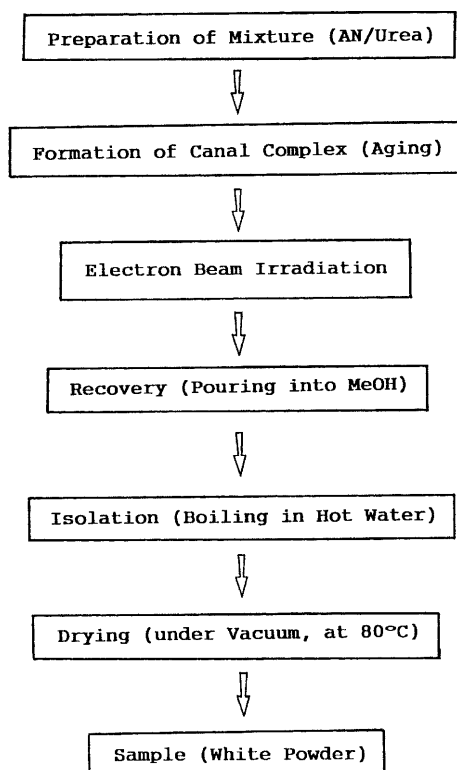 Preparation of Mixture (AN/Urea)
Formation of Canal Complex (Aging)
Electron Beam Irradiation
Recovery (Pouring into MeOH)
Isolation (Boiling in Hot Water)
Drying (under Vacuum, at 80°C)
Sample (White Powder)